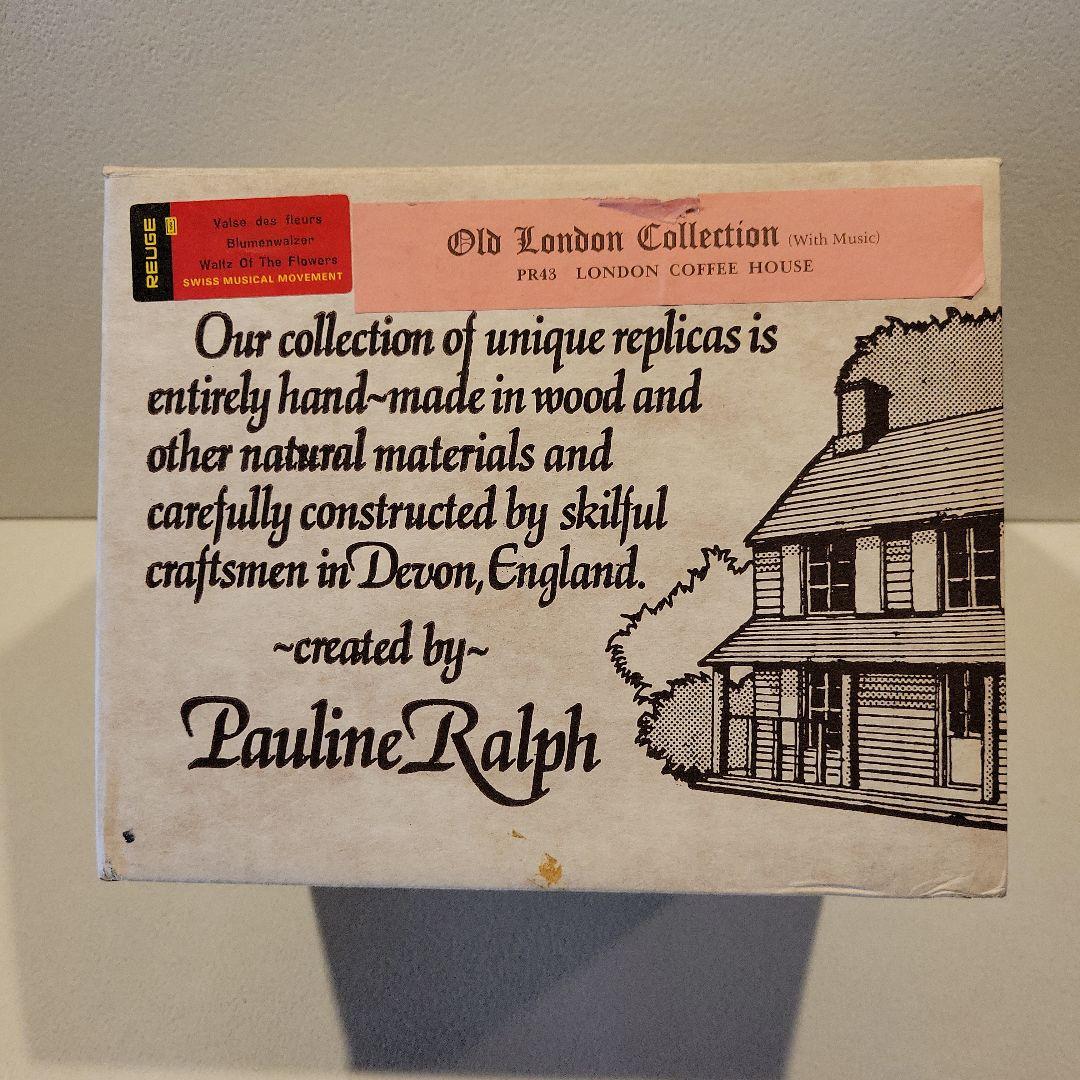 REUGE
Valse des fleurs
Blumenwalzer
Waltz Of The Flowers
SWISS MUSICAL MOVEMENT
Old London Collection (With Music)
PR43 LONDON COFFEE HOUSE
Our collection of unique replicas is
entirely hand~made in wood and
other natural materials and
carefully constructed by skilful
craftsmen in Devon, England.
~created by~
Pauline Ralph